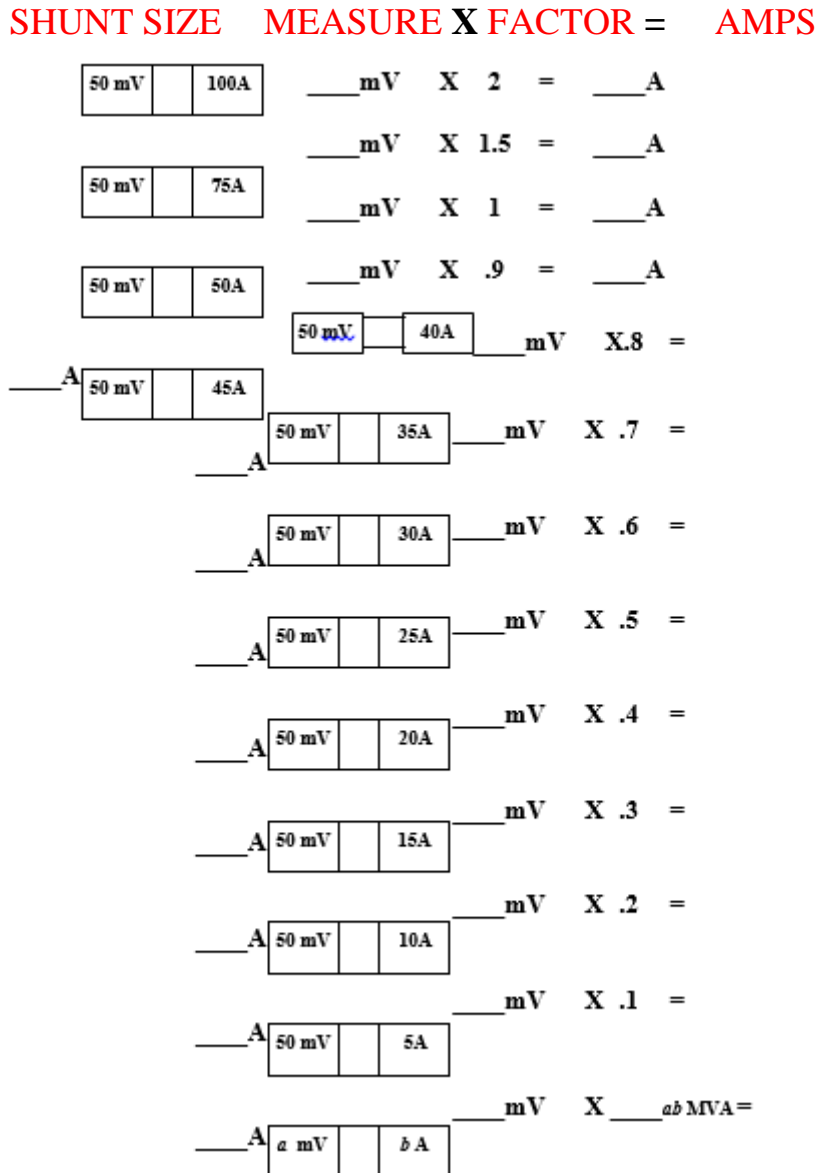 SHUNT SIZE MEASURE X FACTOR = AMPS
50 mV 100A ____mV X 2 = ____A
____mV X 1.5 = ____A
50 mV 75A
____mV X 1 = ____A
50 mV 50A ____mV X .9 = ____A
50 mV 40A ____mV X.8 =
____A 50 mV 45A
50 mV 35A ____mV X .7 =
____A
50 mV 30A ____mV X .6 =
____A
50 mV 25A ____mV X .5 =
____A
____mV X .4 =
____A 50 mV 20A
____mV X .3 =
____A 50 mV 15A
____mV X .2 =
____A 50 mV 10A
____mV X .1 =
____A 50 mV 5A
____mV X ____ab MVA =
____A a mV b A